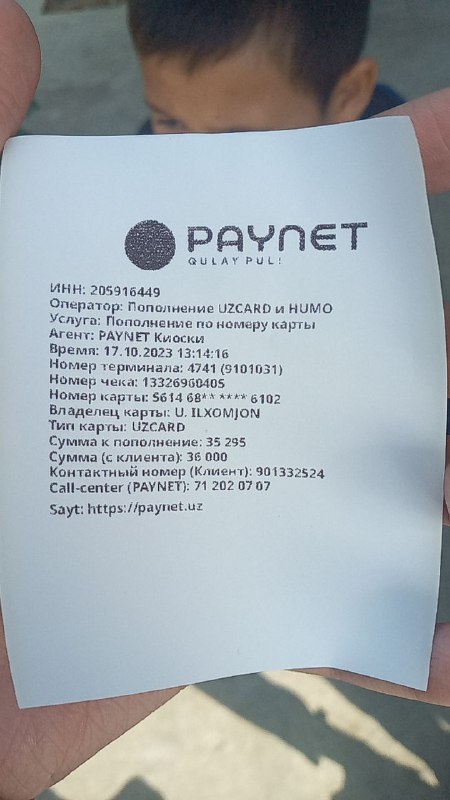 PAYNET
QULAY PUL!
ИНН: 205916449
Оператор: Пополнение UZCARD и HUMO
Услуга: Пополнение по номеру карты
Агент: PAYNET Киоски
Время: 17.10.2023 13:14:16
Номер терминала: 4741 (9101031)
Номер чека: 13326960405
Номер карты: 5614 68** **** 6102
Владелец карты: U. ILXOMJON
Тип карты: UZCARD
Сумма к пополнение: 35 295
Сумма (с клиента): 36 000
Контактный номер (Клиент): 901332524
Call-center (PAYNET): 71 202 07 07
Sayt: https://paynet.uz